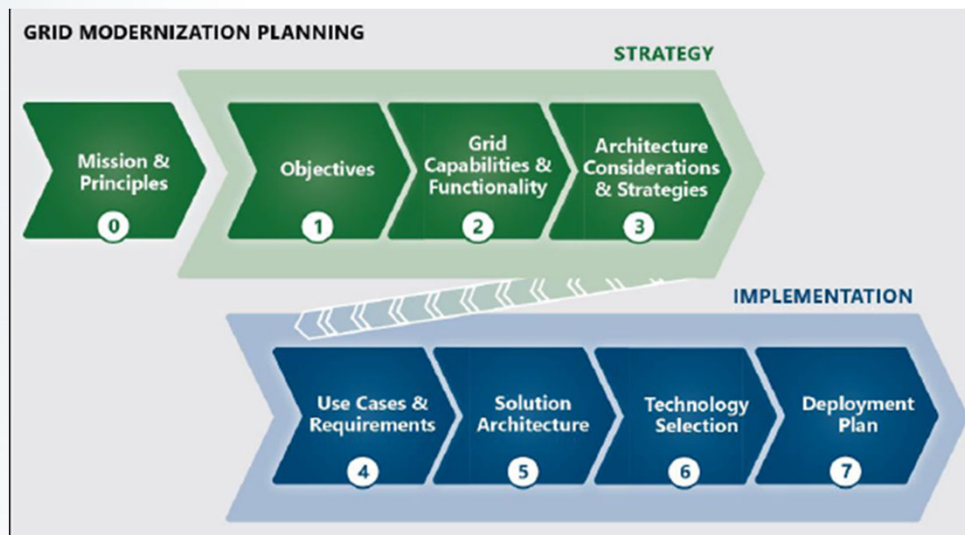 GRID MODERNIZATION PLANNING
STRATEGY
Mission &
Principles
0
Objectives
1
Grid
Capabilities &
Functionality
2
Architecture
Considerations
& Strategies
3
IMPLEMENTATION
Use Cases &
Requirements
4
Solution
Architecture
5
Technology
Selection
6
Deployment
Plan
7